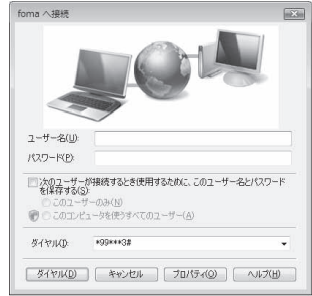 foma へ接続
ユーザー名(U):
パスワード(P):
次のユーザーが接続するとき使用するために、このユーザー名とパスワード
を保存する(S):
このユーザーのみ(N)
このコンピュータを使うすべてのユーザー(A)
ダイヤル(I):
*99***3#
ダイヤル(D) キャンセル プロパティ(O) ヘルプ(H)